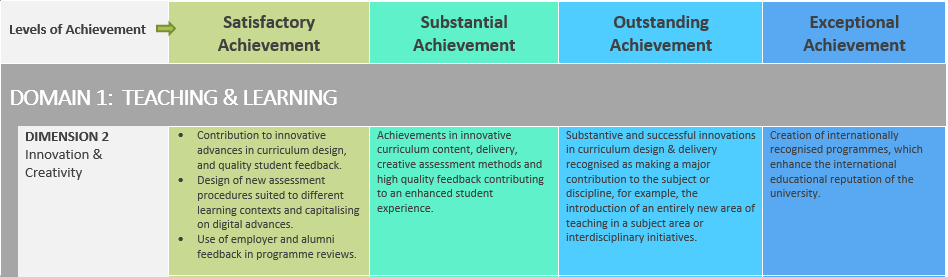 Levels of Achievement
Satisfactory
Achievement
Substantial
Achievement
Outstanding
Achievement
Exceptional
Achievement
DOMAIN 1: TEACHING & LEARNING
DIMENSION 2
Innovation &
Creativity
• Contribution to innovative
advances in curriculum design,
and quality student feedback.
• Design of new assessment
procedures suited to different
learning contexts and capitalising
on digital advances.
• Use of employer and alumni
feedback in programme reviews.
Achievements in innovative
curriculum content, delivery,
creative assessment methods and
high quality feedback contributing
to an enhanced student
experience.
Substantive and successful innovations
in curriculum design & delivery
recognised as making a major
contribution to the subject or
discipline, for example, the
introduction of an entirely new area of
teaching in a subject area or
interdisciplinary initiatives.
Creation of internationally
recognised programmes, which
enhance the international
educational reputation of the
university.